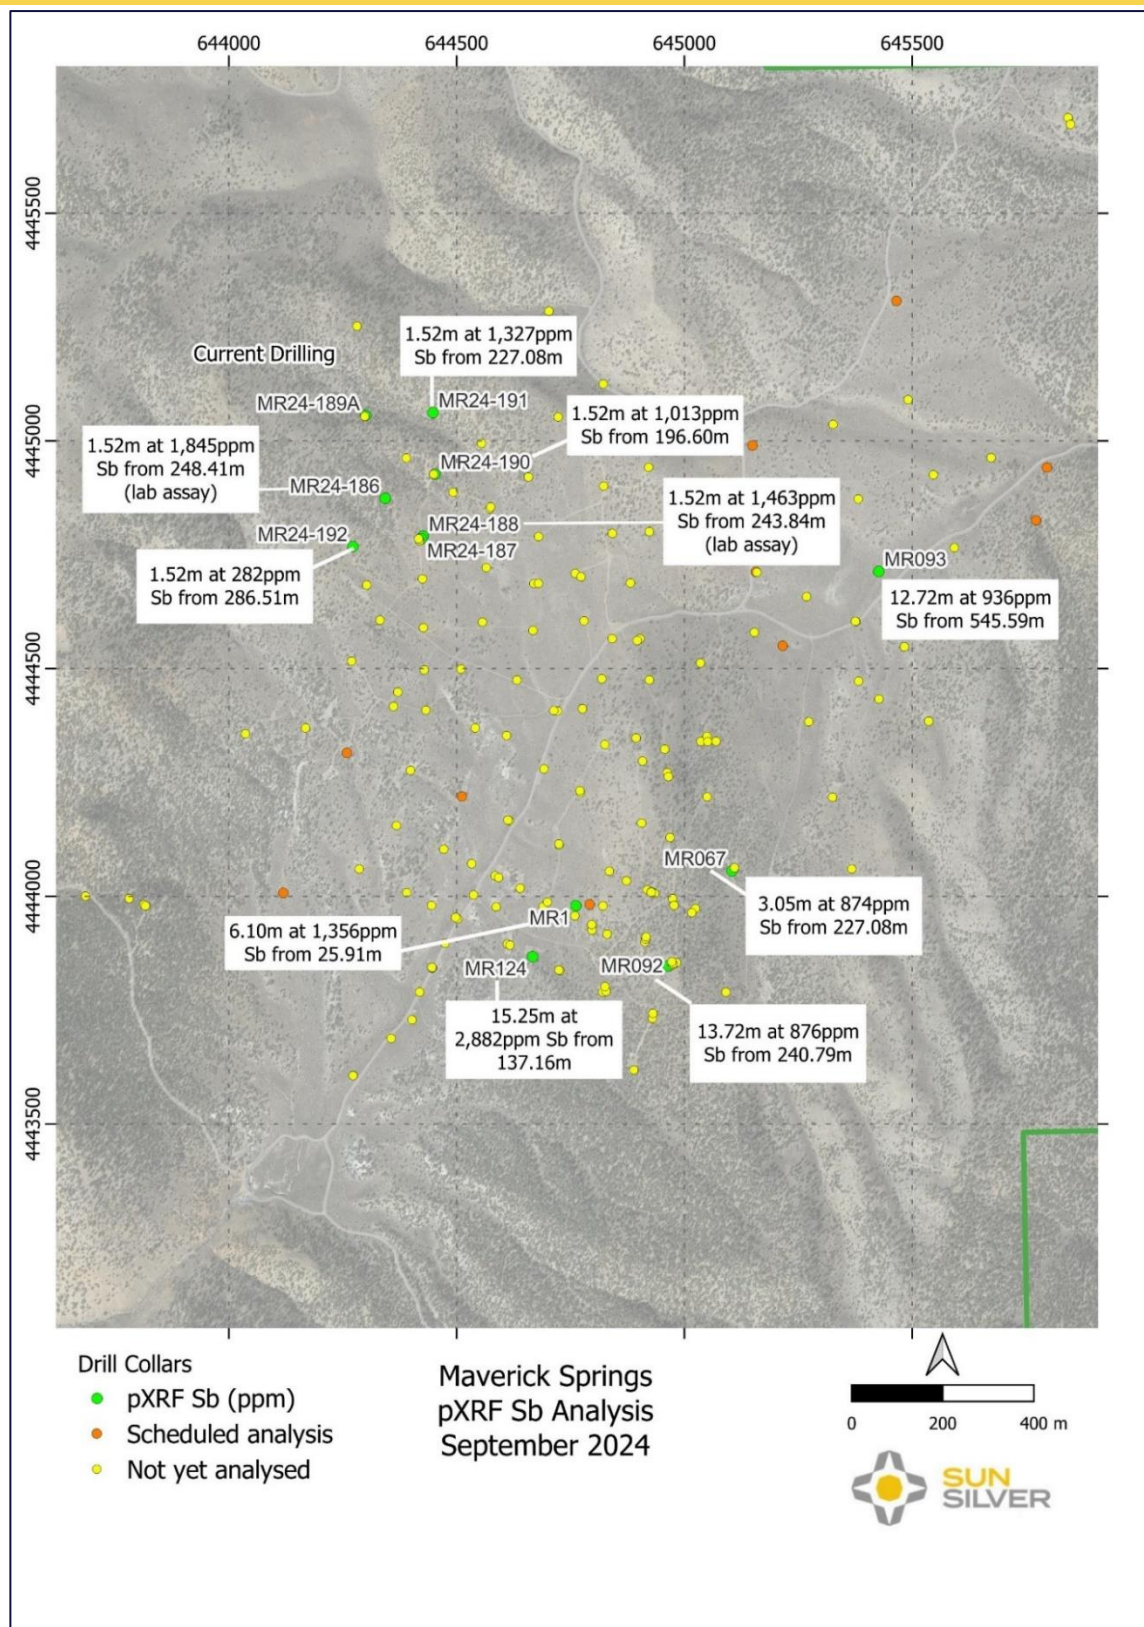 644000 644500 645000 645500
4445500
4445000
4444500
4444000
4443500
1.52m at 1,327ppm
Sb from 227.08m
Current Drilling
MR24-189A
MR24-191
1.52m at 1,013ppm
Sb from 196.60m
1.52m at 1,845ppm
Sb from 248.41m
(lab assay)
MR24-190
MR24-186
1.52m at 1,463ppm
Sb from 243.84m
(lab assay)
MR24-188
MR24-192
MR24-187
1.52m at 282ppm
Sb from 286.51m
MR093
12.72m at 936ppm
Sb from 545.59m
MR067
3.05m at 874ppm
Sb from 227.08m
MR1
6.10m at 1,356ppm
Sb from 25.91m
MR124
MR092
15.25m at
2,882ppm Sb from
137.16m
13.72m at 876ppm
Sb from 240.79m
Drill Collars
pXRF Sb (ppm)
Scheduled analysis
Not yet analysed
Maverick Springs
pXRF Sb Analysis
September 2024
0 200 400 m
SUN
SILVER